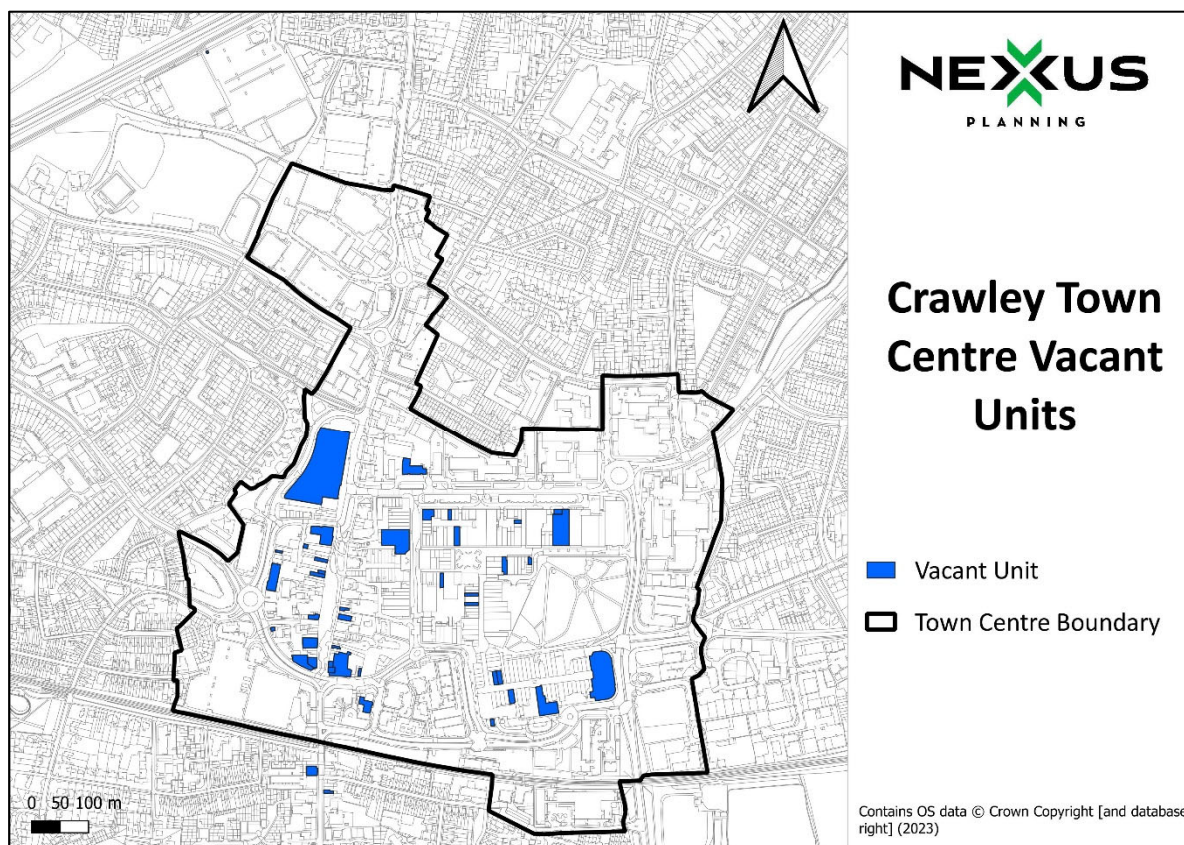 NEXUS
PLANNING
Crawley Town
Centre Vacant
Units
Vacant Unit
Town Centre Boundary
0 50 100 m
Contains OS data © Crown Copyright [and database
right] (2023)